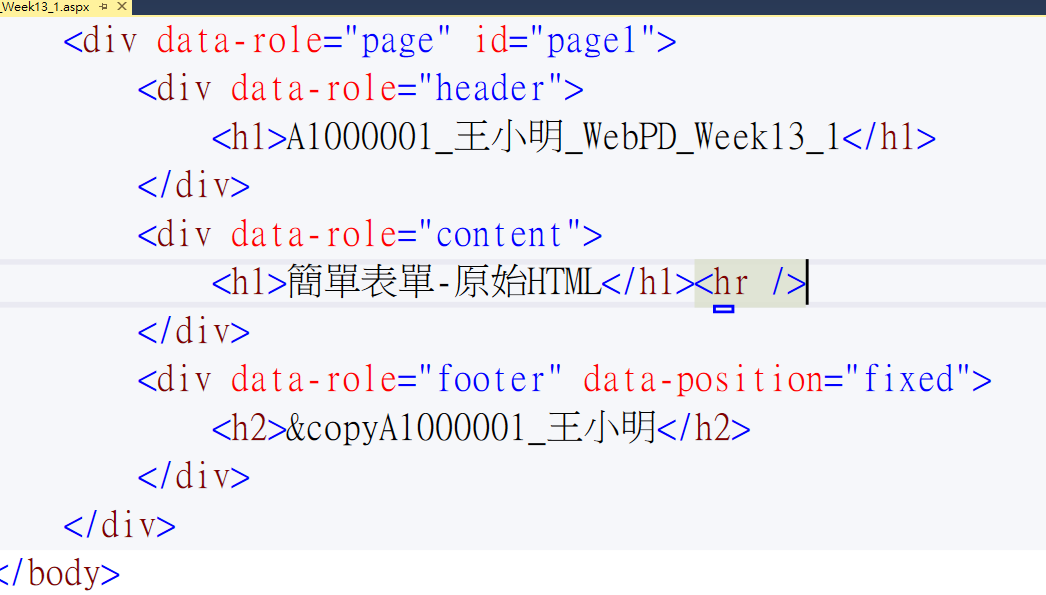 _Week13_1.aspx
<div data-role="page" id="page1">
<div data-role="header">
<h1>A1000001_王小明_WebPD_Week13_1</h1>
</div>
<div data-role="content">
<h1>簡單表單-原始HTML</h1><hr />
</div>
<div data-role="footer" data-position="fixed">
<h2>&copyA1000001_王小明</h2>
</div>
</div>
</body>